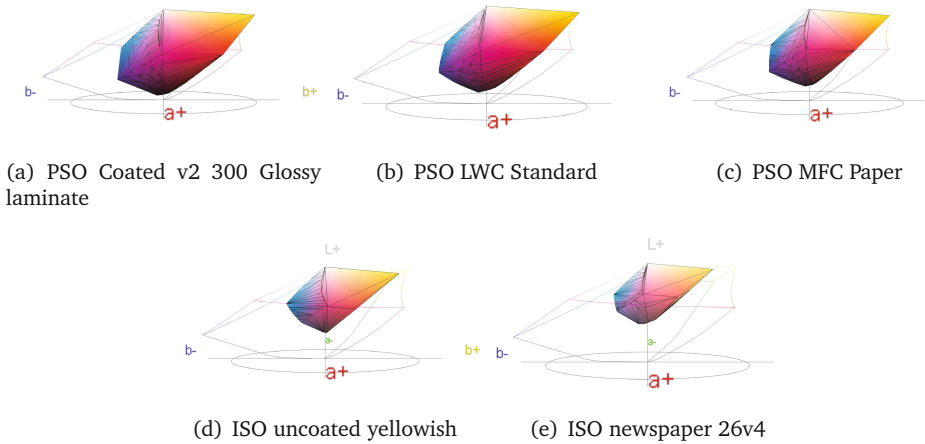 b-
a+
b+
b-
a+
b-
a+
(a) PSO Coated v2 300 Glossy
laminate
(b) PSO LWC Standard
(c) PSO MFC Paper
L+
a-
b-
a+
b+
L+
a-
b-
a+
(d) ISO uncoated yellowish
(e) ISO newspaper 26v4